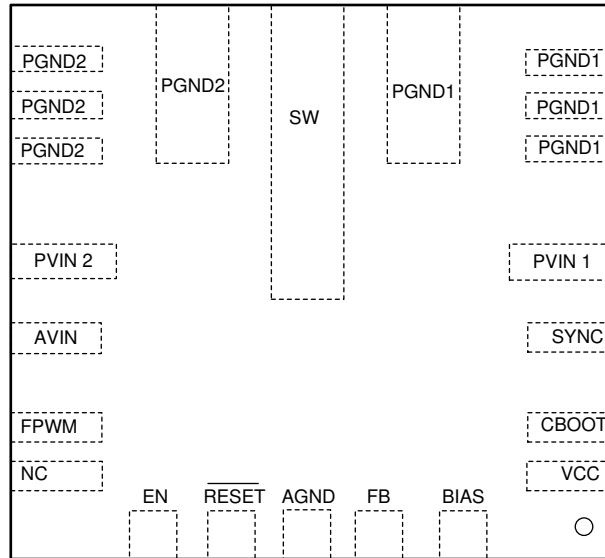 PGND2
PGND2
PGND2
PGND2
SW
PGND1
PGND1
PGND1
PGND1
PVIN 2
PVIN 1
AVIN
SYNC
FPWM
CBOOT
NC
VCC
EN
RESET
AGND
FB
BIAS